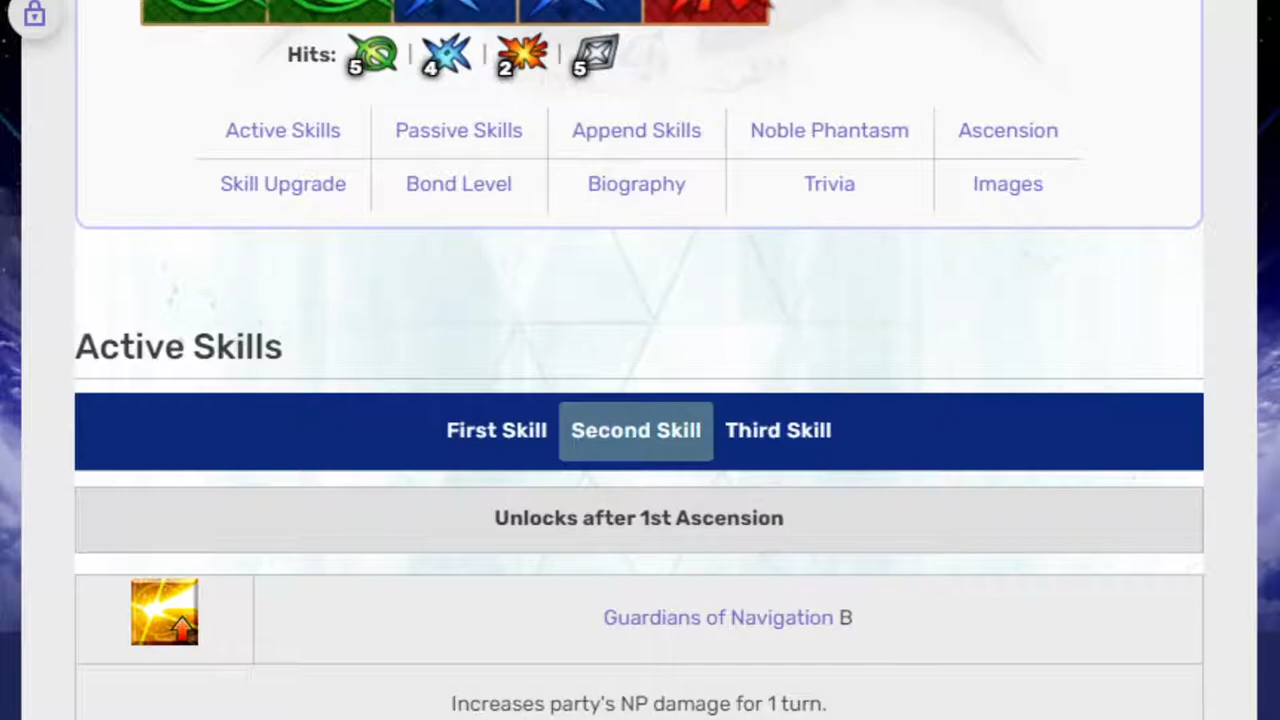 Hits: 5 | 4 | 2 | 5
Active Skills Passive Skills Append Skills Noble Phantasm Ascension
Skill Upgrade Bond Level Biography Trivia Images
Active Skills
First Skill Second Skill Third Skill
Unlocks after 1st Ascension
Guardians of Navigation B
Increases party's NP damage for 1 turn.